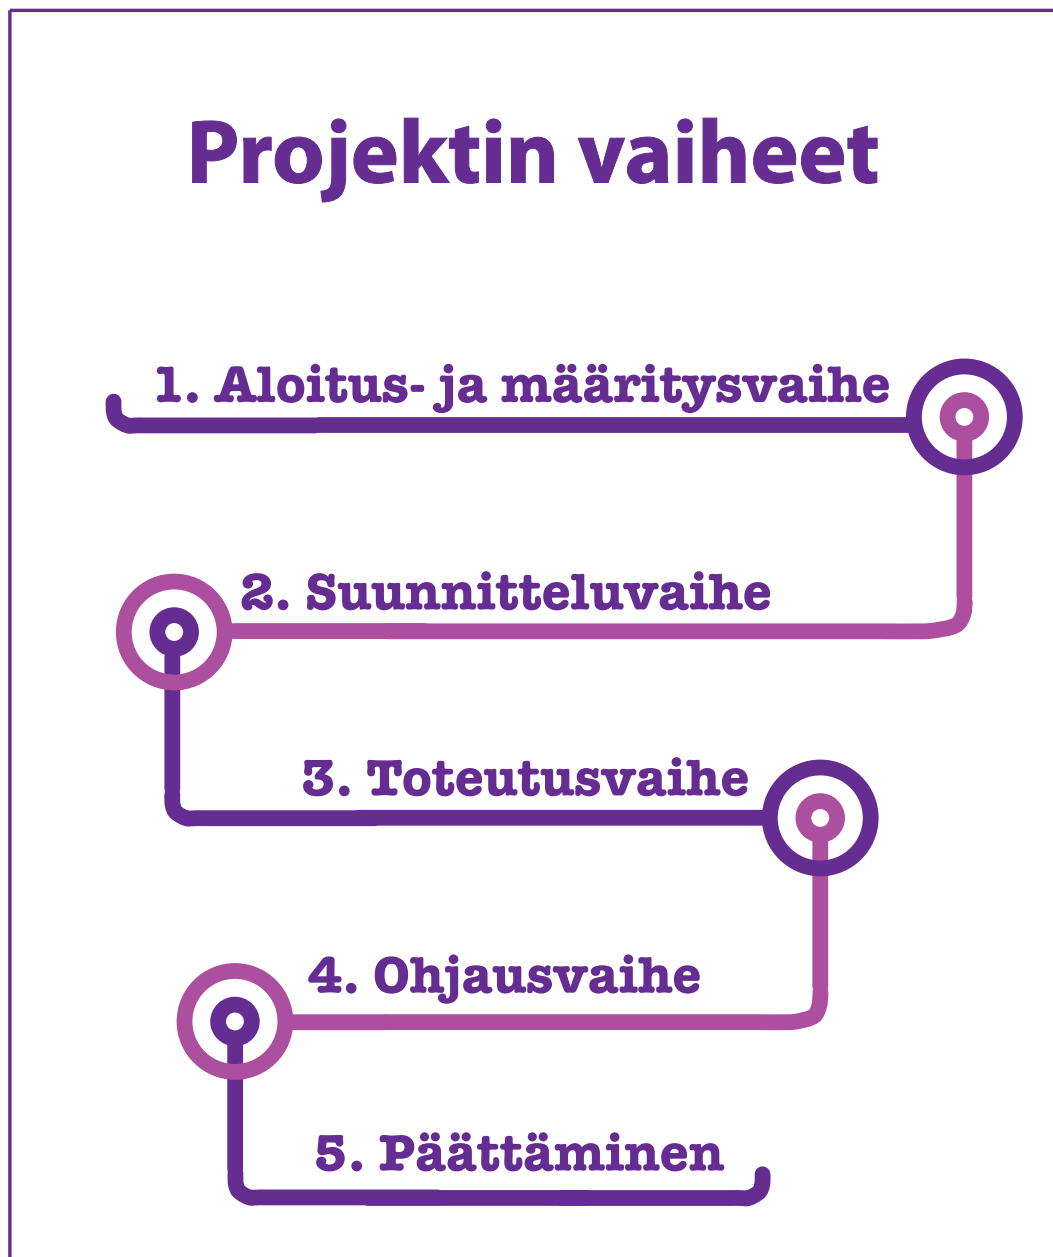 Projektin vaiheet
1. Aloitus- ja määritysvaihe
2. Suunnitteluvaihe
3. Toteutusvaihe
4. Ohjausvaihe
5. Päättäminen